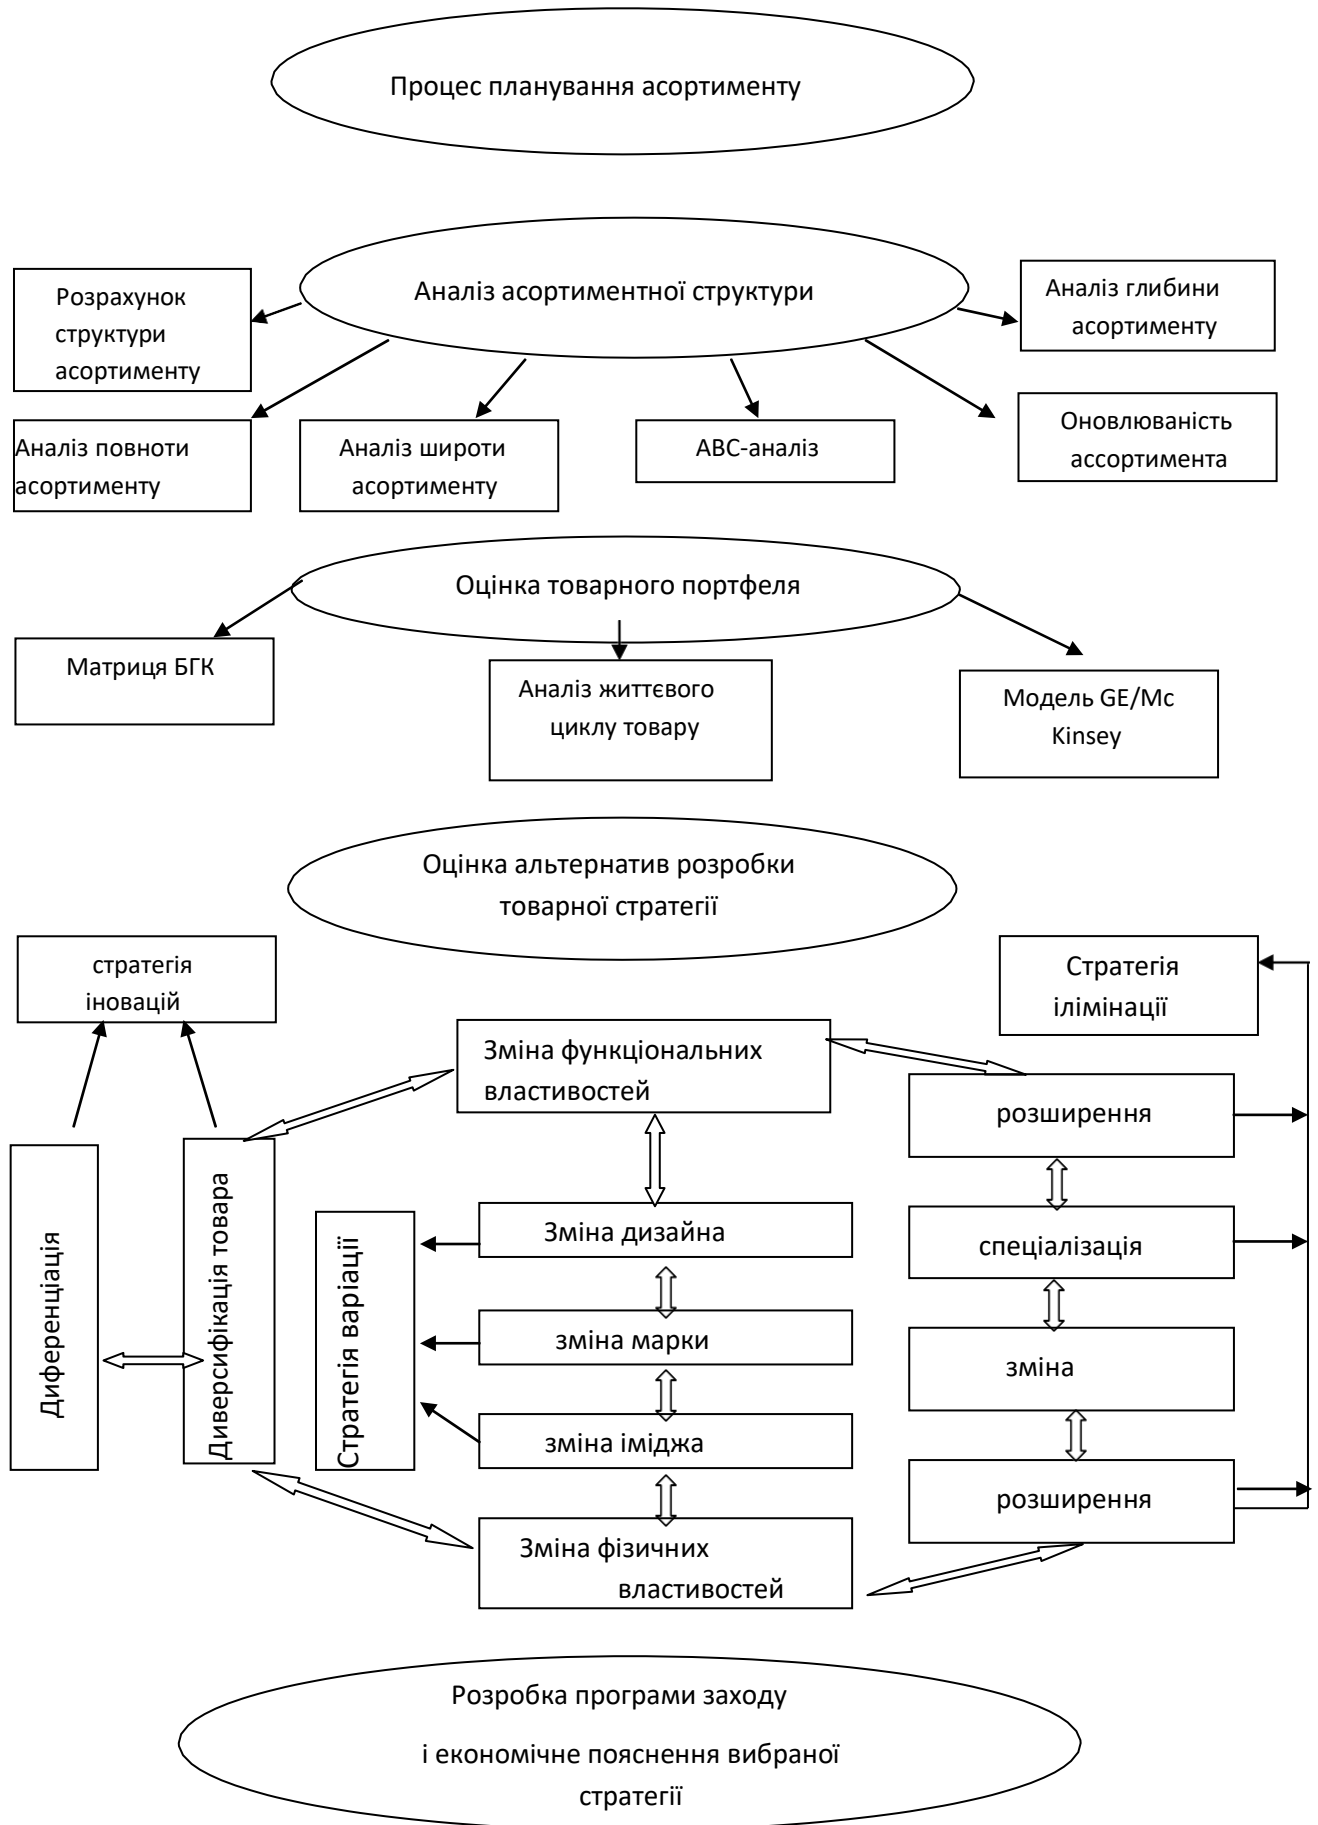 Процес планування асортименту
Аналіз асортиментної структури
Розрахунок
структури
асортименту
Аналіз глибини
асортименту
Аналіз повноти
асортименту
Аналіз широти
асортименту
АВС-аналіз
Оновлюваність
ассортимента
Оцінка товарного портфеля
Матриця БГК
Аналіз життєвого
циклу товару
Модель GE/Mc
Kinsey
Оцінка альтернатив розробки
товарної стратегії
стратегія
іновацій
Стратегія
ілімінації
Зміна функціональних
властивостей
розширення
Диференціація
Диверсифікація товара
Стратегія варіації
Зміна дизайна
спеціалізація
зміна марки
зміна
зміна іміджа
розширення
Зміна фізичних
властивостей
Розробка програми заходу
і економічне пояснення вибраної
стратегії